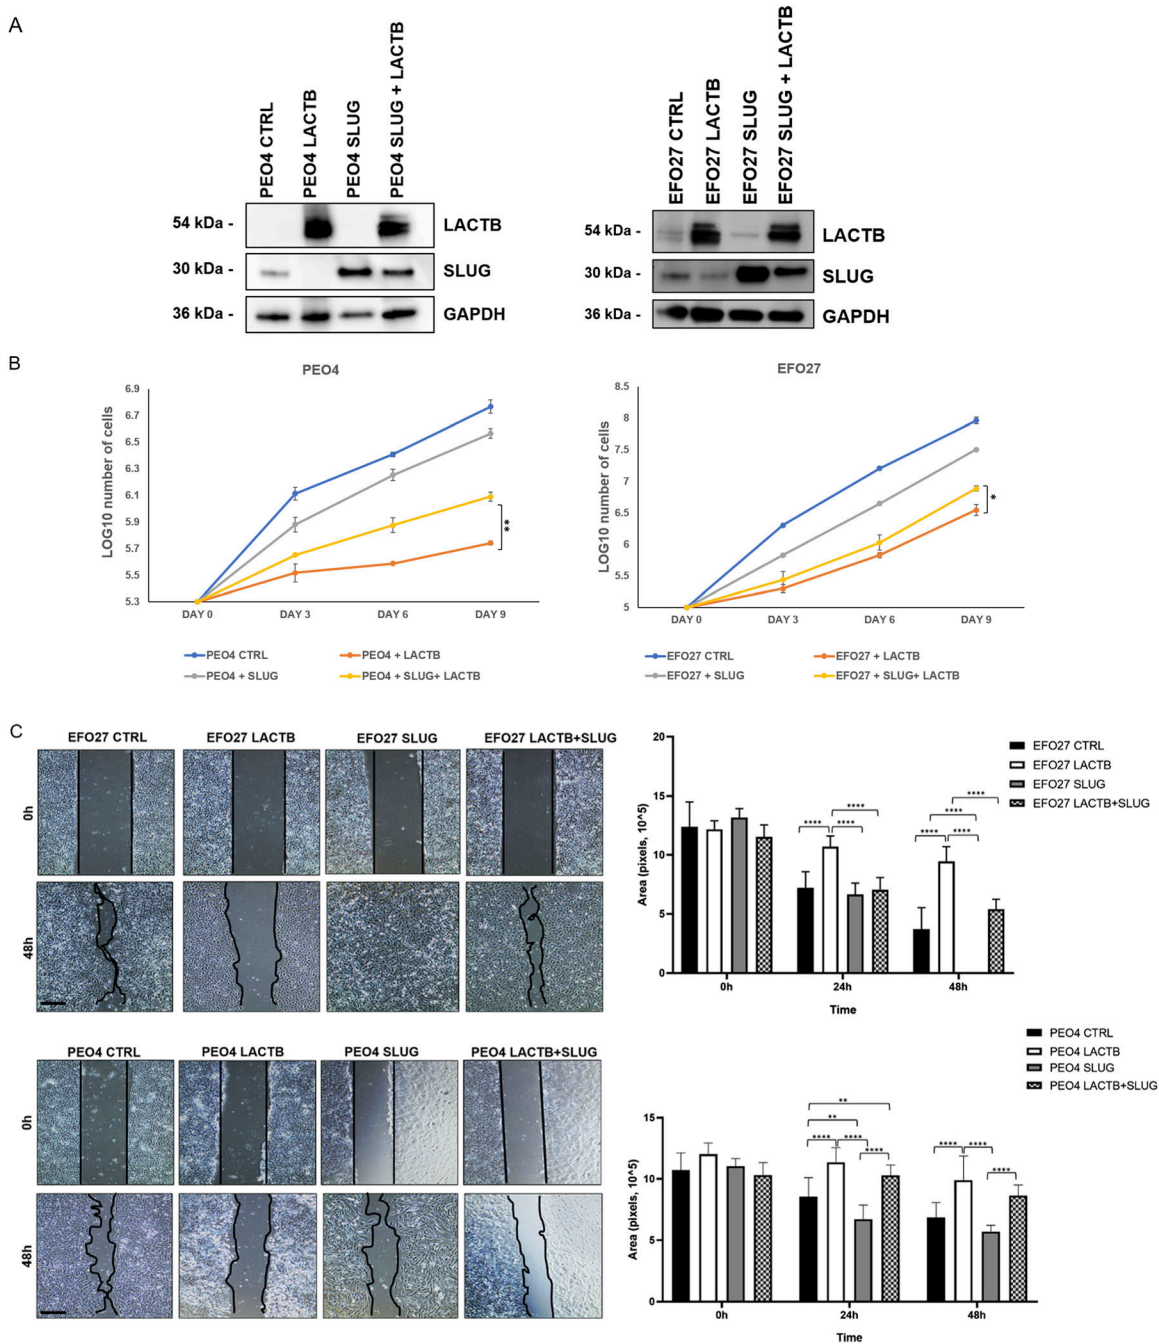 A
PEO4 CTRL
PEO4 LACTB
PEO4 SLUG
PEO4 SLUG + LACTB
54 kDa -
LACTB
30 kDa -
SLUG
36 kDa -
GAPDH
EFO27 CTRL
EFO27 LACTB
EFO27 SLUG
EFO27 SLUG + LACTB
54 kDa -
LACTB
30 kDa -
SLUG
36 kDa -
GAPDH
B
PEO4
LOG10 number of cells
6.9
6.7
6.5
6.3
6.1
5.9
5.7
5.5
5.3
**
DAY 0 DAY 3 DAY 6 DAY 9
PEO4 CTRL PEO4 + LACTB
PEO4 + SLUG PEO4 + SLUG+ LACTB
EFO27
LOG10 number of cells
8.5
8
7.5
7
6.5
6
5.5
5
*
DAY 0 DAY 3 DAY 6 DAY 9
EFO27 CTRL EFO27 + LACTB
EFO27 + SLUG EFO27 + SLUG+ LACTB
C
EFO27 CTRL EFO27 LACTB EFO27 SLUG EFO27 LACTB+SLUG
0h
48h
Area (pixels, 10^5)
20
15
10
5
0
**** **** ****
**** **** **** ****
0h 24h 48h
Time
EFO27 CTRL
EFO27 LACTB
EFO27 SLUG
EFO27 LACTB+SLUG
PEO4 CTRL PEO4 LACTB PEO4 SLUG PEO4 LACTB+SLUG
0h
48h
Area (pixels, 10^5)
15
10
5
0
**
**
**** **** ****
**** **** ****
0h 24h 48h
Time
PEO4 CTRL
PEO4 LACTB
PEO4 SLUG
PEO4 LACTB+SLUG